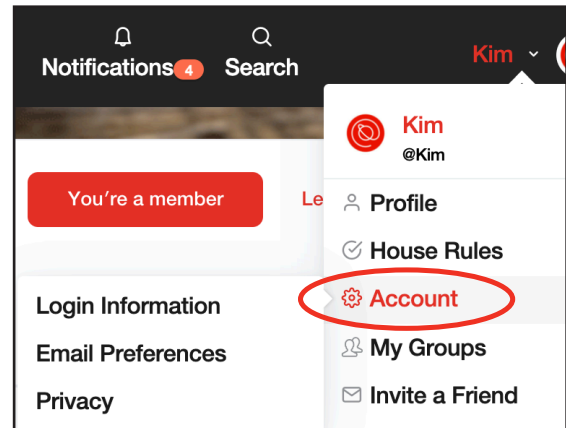 Notifications 4 Search
Kim
Kim
@Kim
You're a member
Le
Profile
House Rules
Account
My Groups
Invite a Friend
Login Information
Email Preferences
Privacy